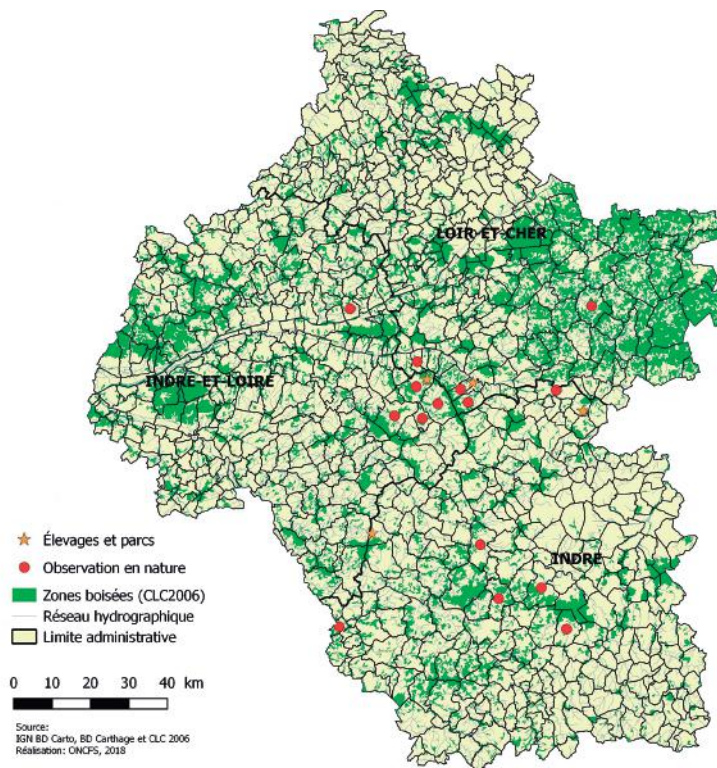 LOIR-ET-CHER
INDRE-ET-LOIRE
INDRE
Élevages et parcs
Observation en nature
Zones boisées (CLC2006)
Réseau hydrographique
Limite administrative
0 10 20 30 40 km
Source:
IGN BD Carto, BD Carthage et CLC 2006
Réalisation: ONCFS, 2018